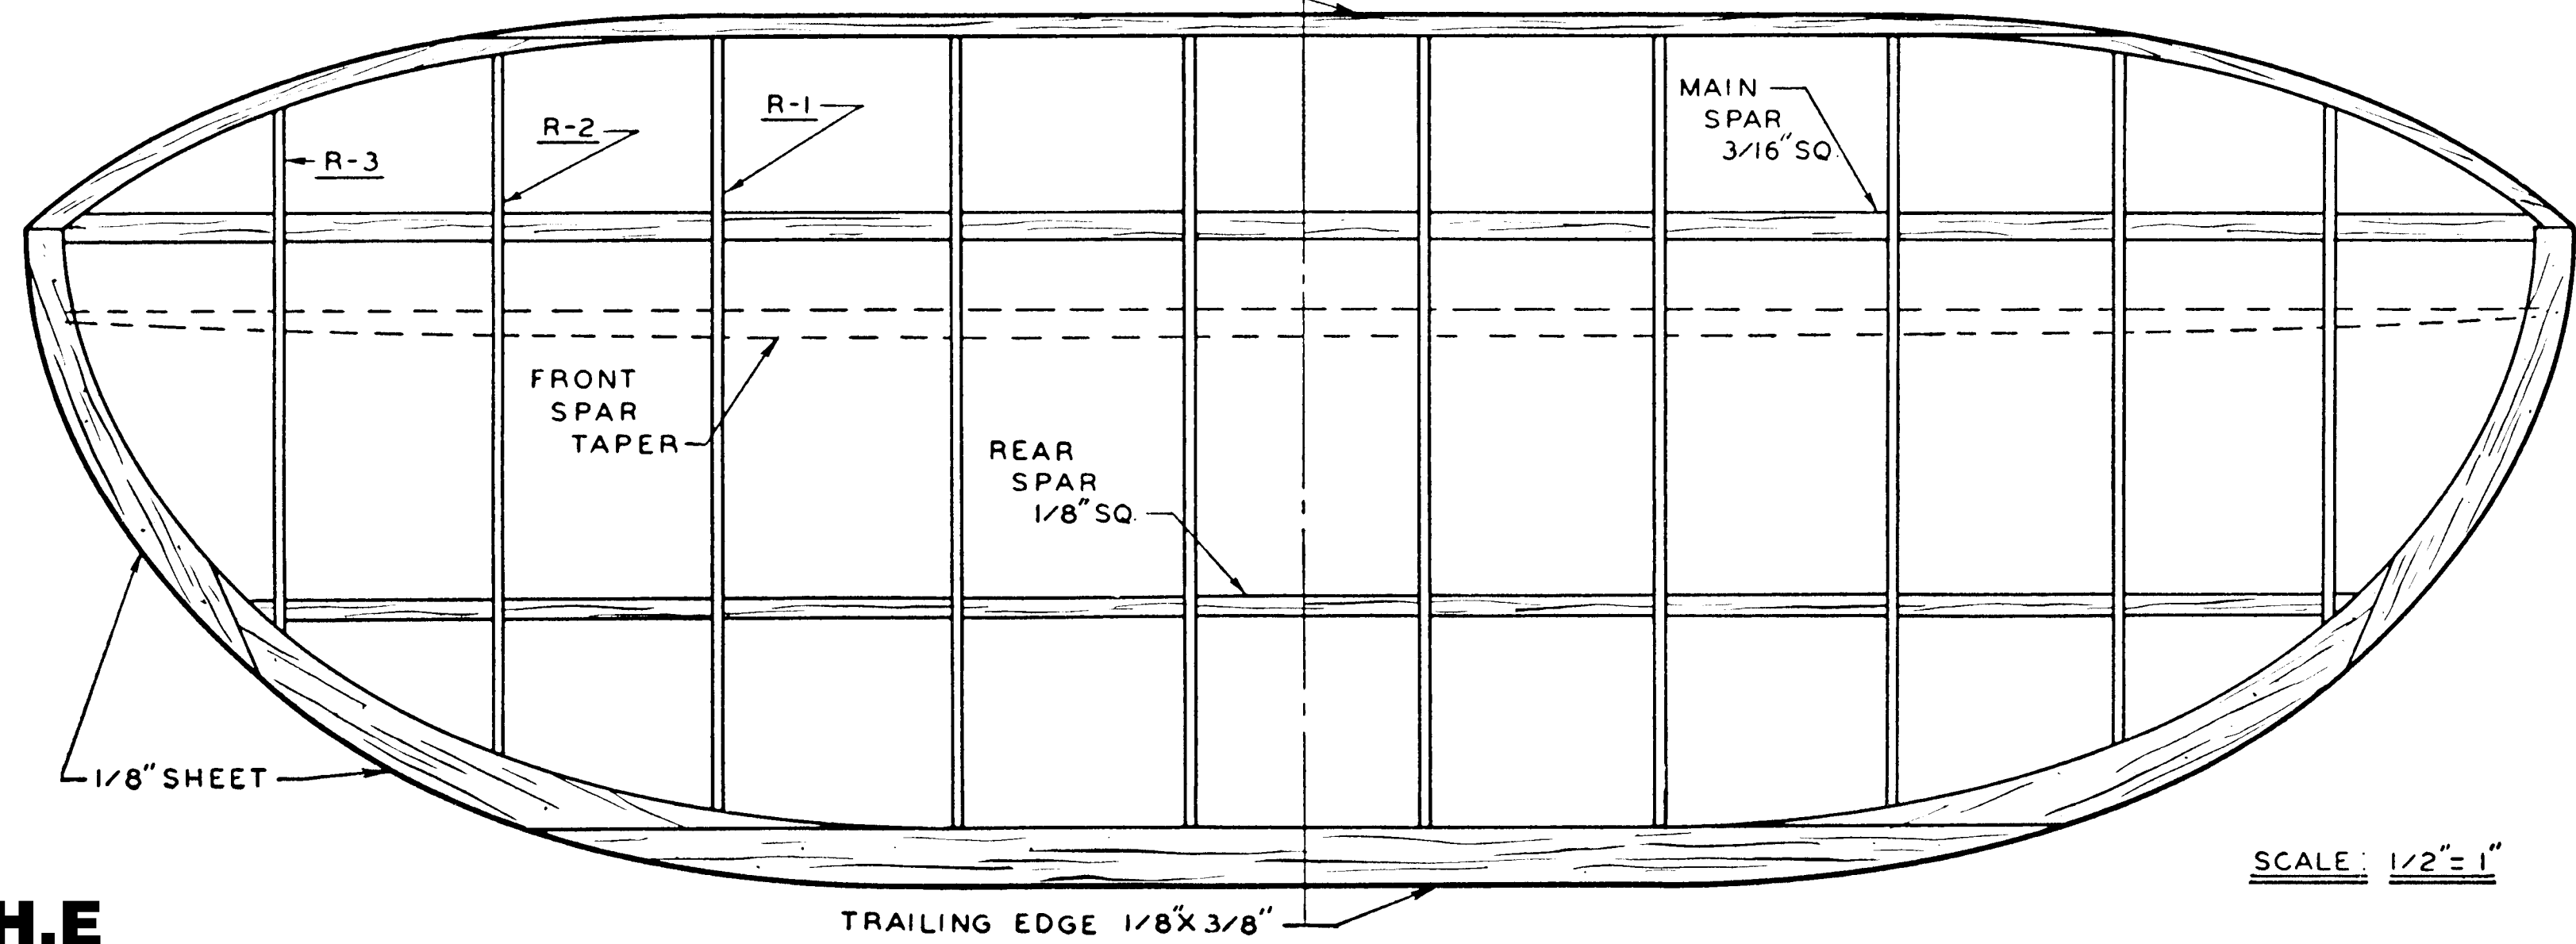 R-1
R-2
R-3
MAIN
SPAR
3/16" SQ.
FRONT
SPAR
TAPER
REAR
SPAR
1/8" SQ.
1/8" SHEET
SCALE: 1/2" = 1"
TRAILING EDGE 1/8" X 3/8"
H.E